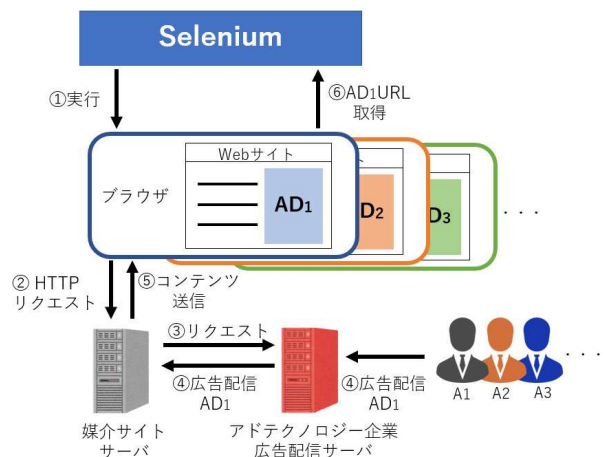 Selenium
①実行
⑥AD1URL
取得
Webサイト
ブラウザ
AD1
ト
D2
D3
・・・
② HTTP
リクエスト
⑤コンテンツ
送信
③リクエスト
④広告配信
AD1
④広告配信
AD1
A1
A2
A3
・・・
媒介サイト
サーバ
アドテクノロジー企業
広告配信サーバ